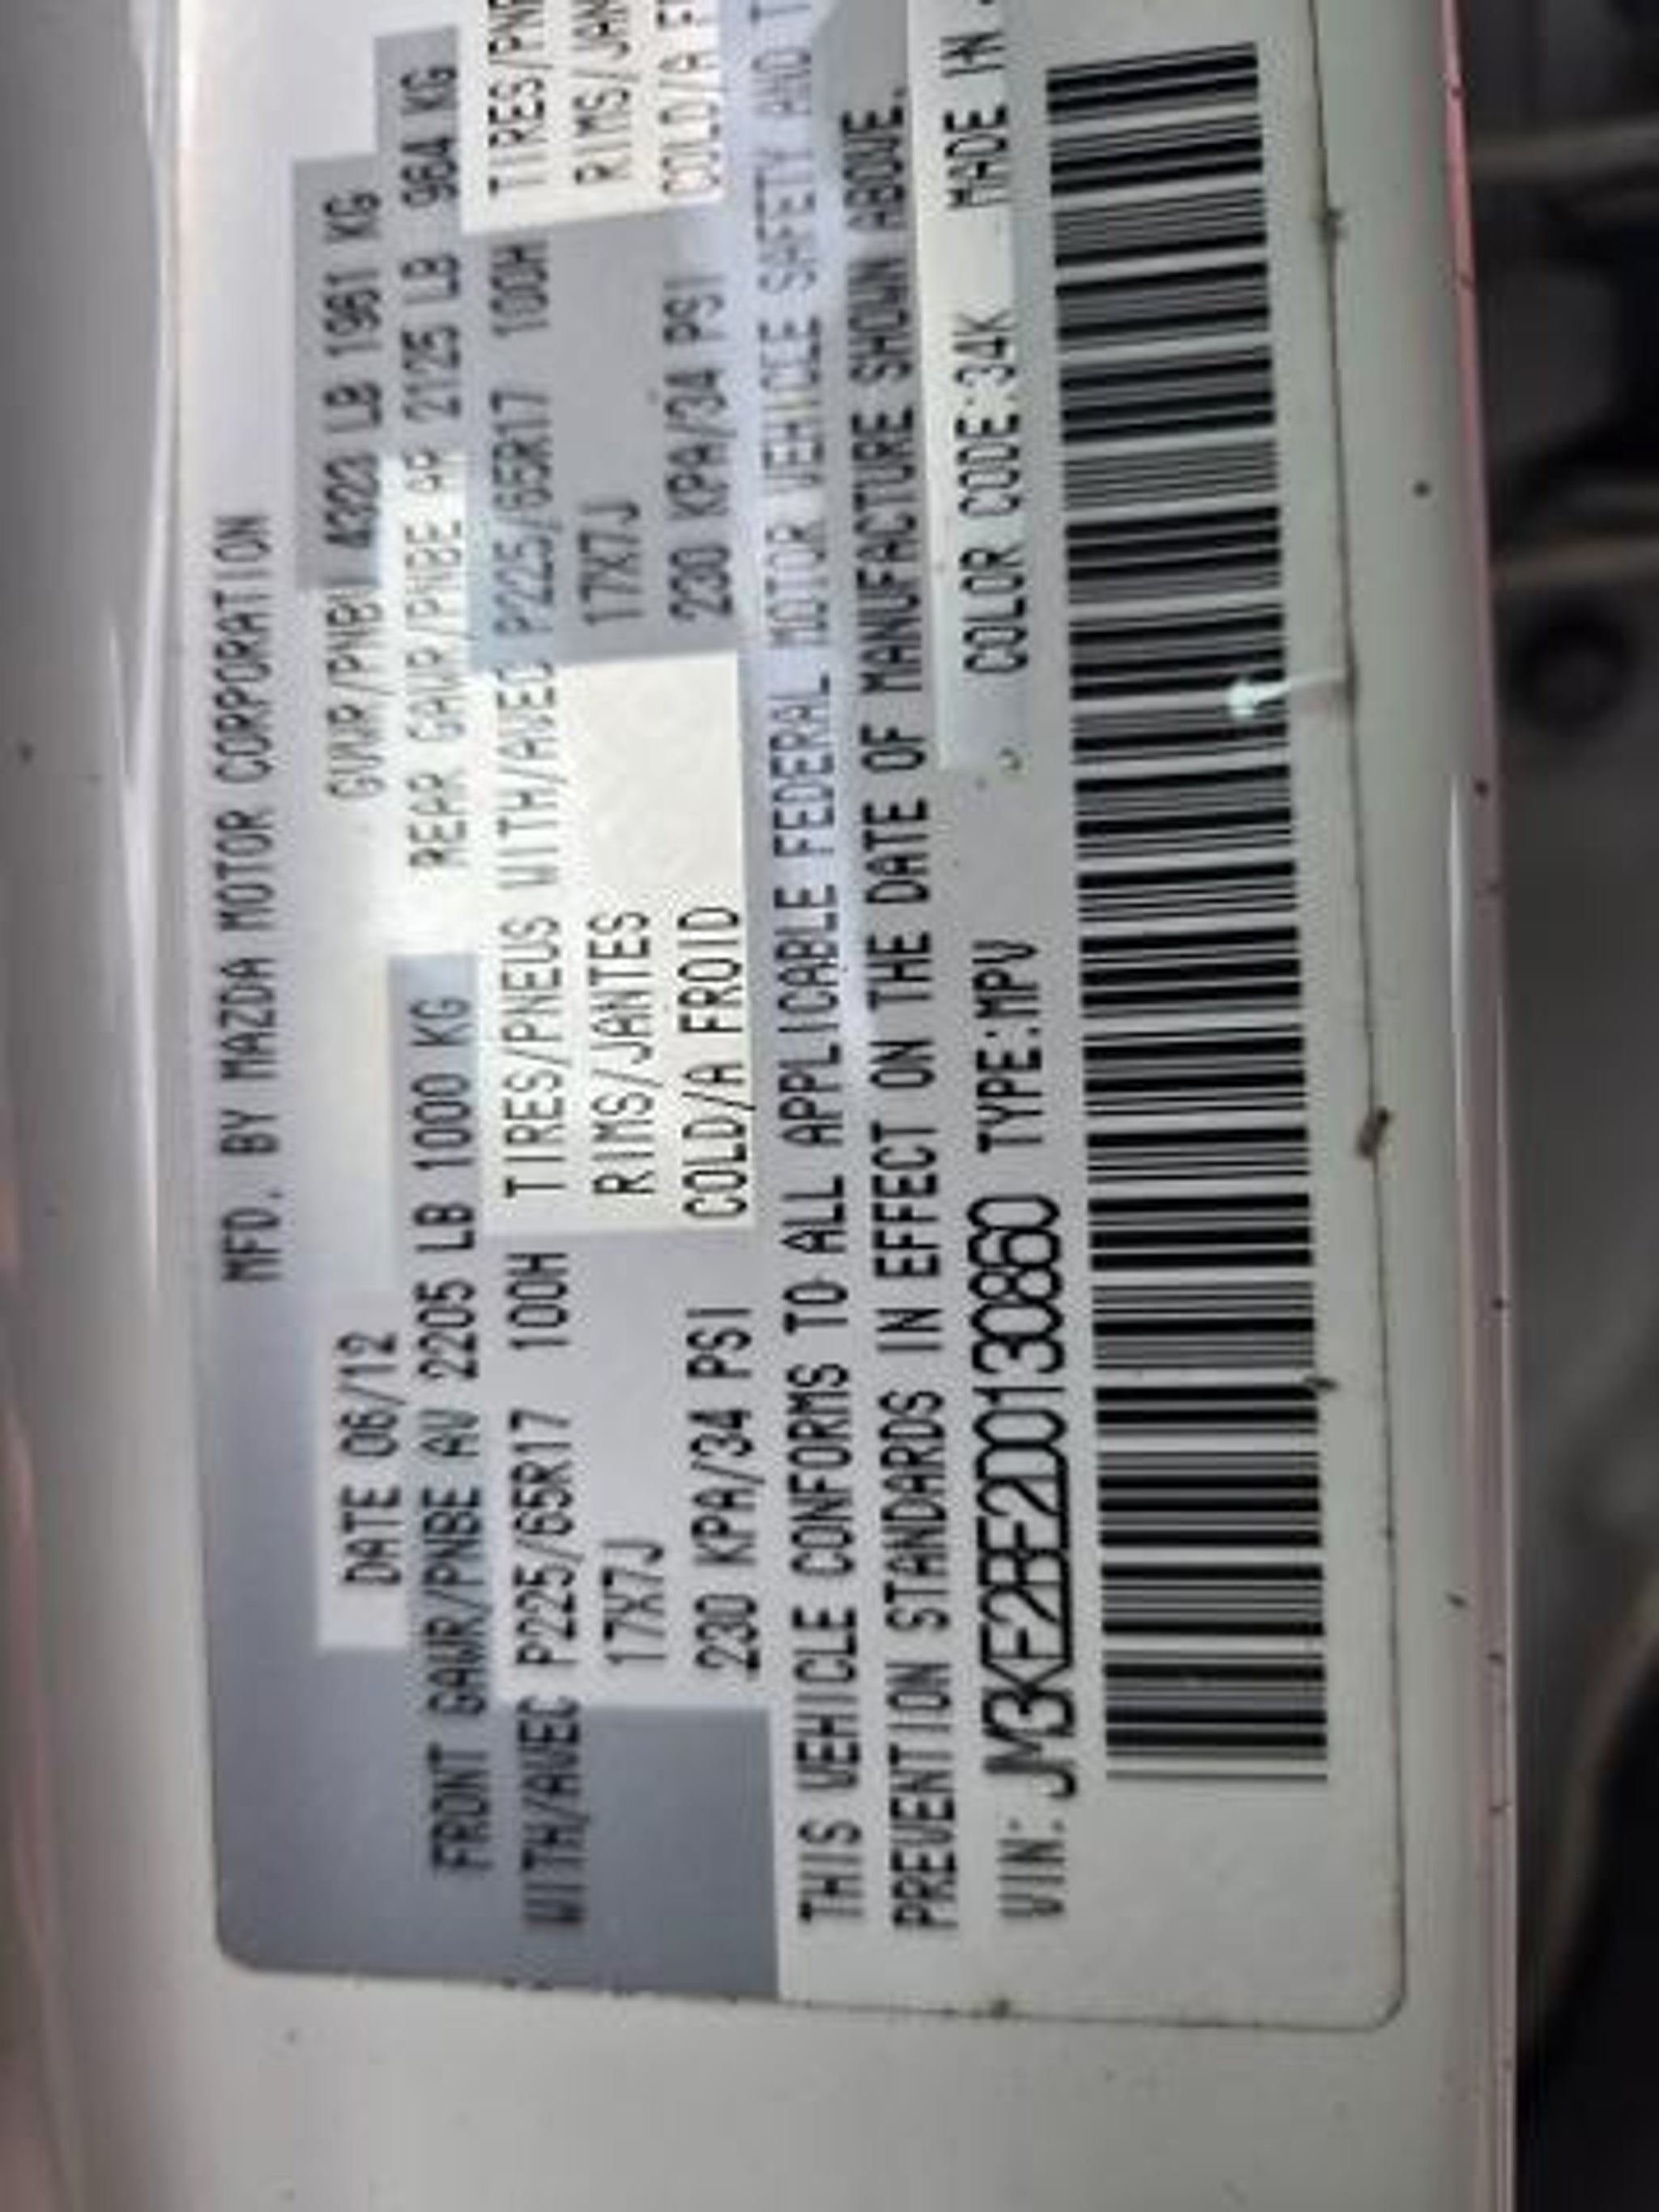 MFD. BY MAZDA MOTOR CORPORATION
DATE 06/12 GVWR/PNBV 4323 LB 1961 KG
FRONT GAWR/PNBE AV 2205 LB 1000 KG REAR GAWR/PNBE AR 2125 LB 964 KG
WITH/AVEC P225/65R17 100H TIRES/PNEUS WITH/AVEC P225/65R17 100H TIRES/PNE
17X7J RIMS/JANTES 17X7J RIMS/JAN
230 KPA/34 PSI COLD/A FROID 230 KPA/34 PSI COLD/A F
THIS VEHICLE CONFORMS TO ALL APPLICABLE FEDERAL MOTOR VEHICLE SAFETY AND T
PREVENTION STANDARDS IN EFFECT ON THE DATE OF MANUFACTURE SHOWN ABOVE.
VIN: JM3KE2BE2D0130860 TYPE:MPV COLOR CODE:34K MADE IN